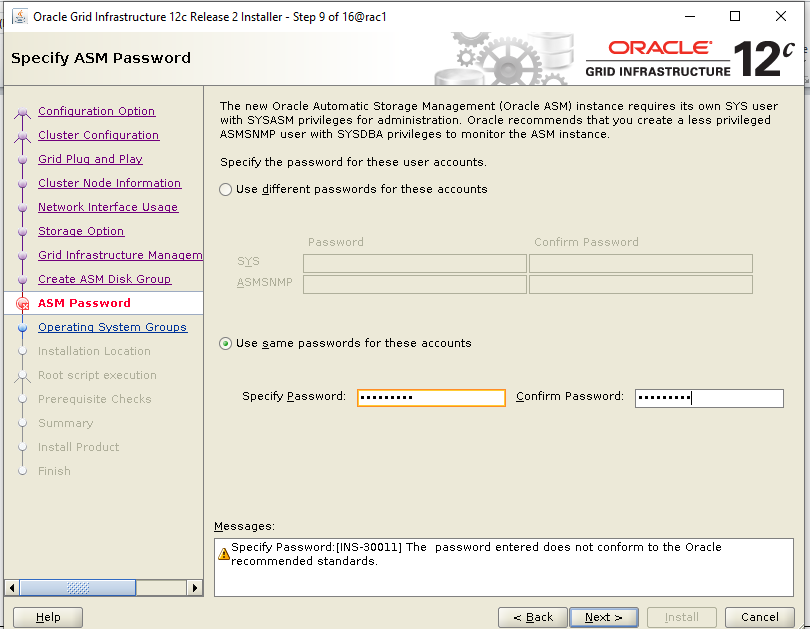 Oracle Grid Infrastructure 12c Release 2 Installer - Step 9 of 16@rac1
Specify ASM Password
ORACLE
GRID INFRASTRUCTURE
12c
Configuration Option
Cluster Configuration
Grid Plug and Play
Cluster Node Information
Network Interface Usage
Storage Option
Grid Infrastructure Managem
Create ASM Disk Group
ASM Password
Operating System Groups
Installation Location
Root script execution
Prerequisite Checks
Summary
Install Product
Finish
The new Oracle Automatic Storage Management (Oracle ASM) instance requires its own SYS user
with SYSASM privileges for administration. Oracle recommends that you create a less privileged
ASMSNMP user with SYSDBA privileges to monitor the ASM instance.
Specify the password for these user accounts.
Use different passwords for these accounts
Password Confirm Password
SYS
ASMSNMP
Use same passwords for these accounts
Specify Password: ••••••••• Confirm Password: •••••••••
Messages:
Specify Password:[INS-30011] The  password entered does not conform to the Oracle
recommended standards.
Help < Back Next > Install Cancel